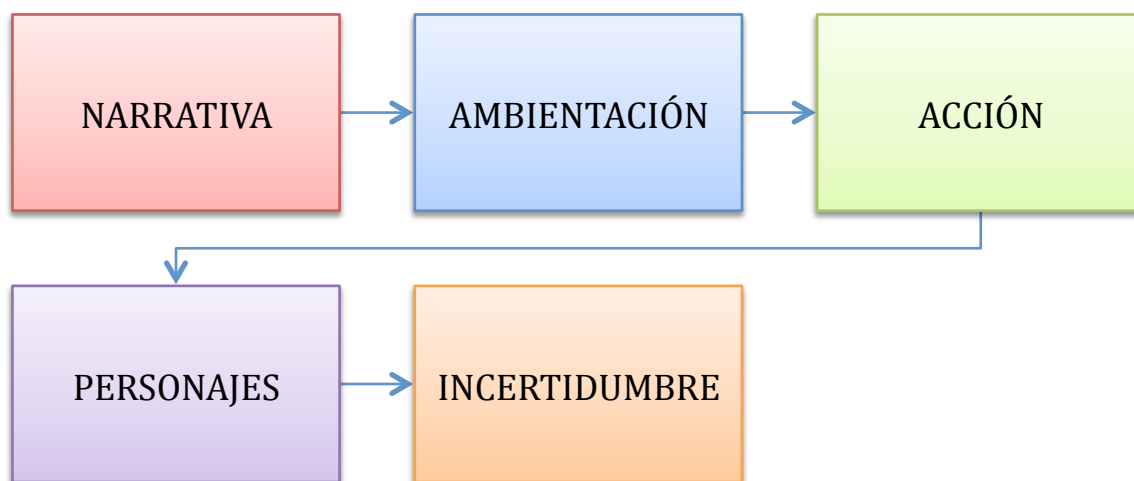 NARRATIVA
AMBIENTACIÓN
ACCIÓN
PERSONAJES
INCERTIDUMBRE